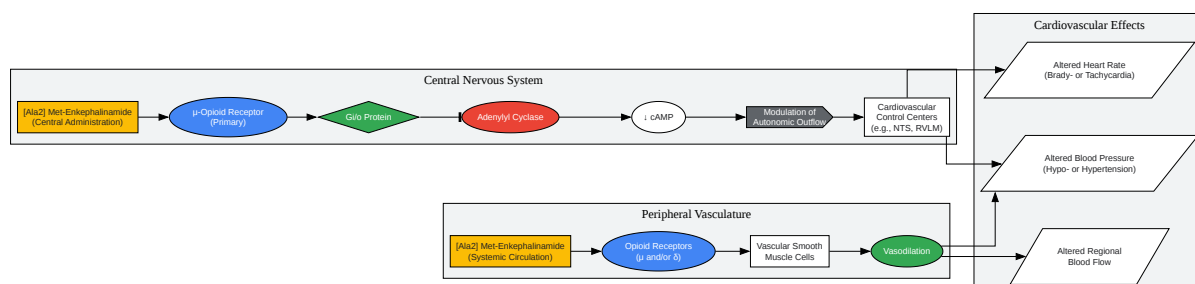 Cardiovascular Effects
Altered Heart Rate
(Brady- or Tachycardia)
Central Nervous System
[Ala2] Met-Enkephalinamide
(Central Administration)
μ-Opioid Receptor
(Primary)
Gi/o Protein
Adenylyl Cyclase
↓ cAMP
Modulation of
Autonomic Outflow
Cardiovascular
Control Centers
(e.g., NTS, RVLM)
Altered Blood Pressure
(Hypo- or Hypertension)
Peripheral Vasculature
[Ala2] Met-Enkephalinamide
(Systemic Circulation)
Opioid Receptors
(μ and/or δ)
Vascular Smooth
Muscle Cells
Vasodilation
Altered Regional
Blood Flow